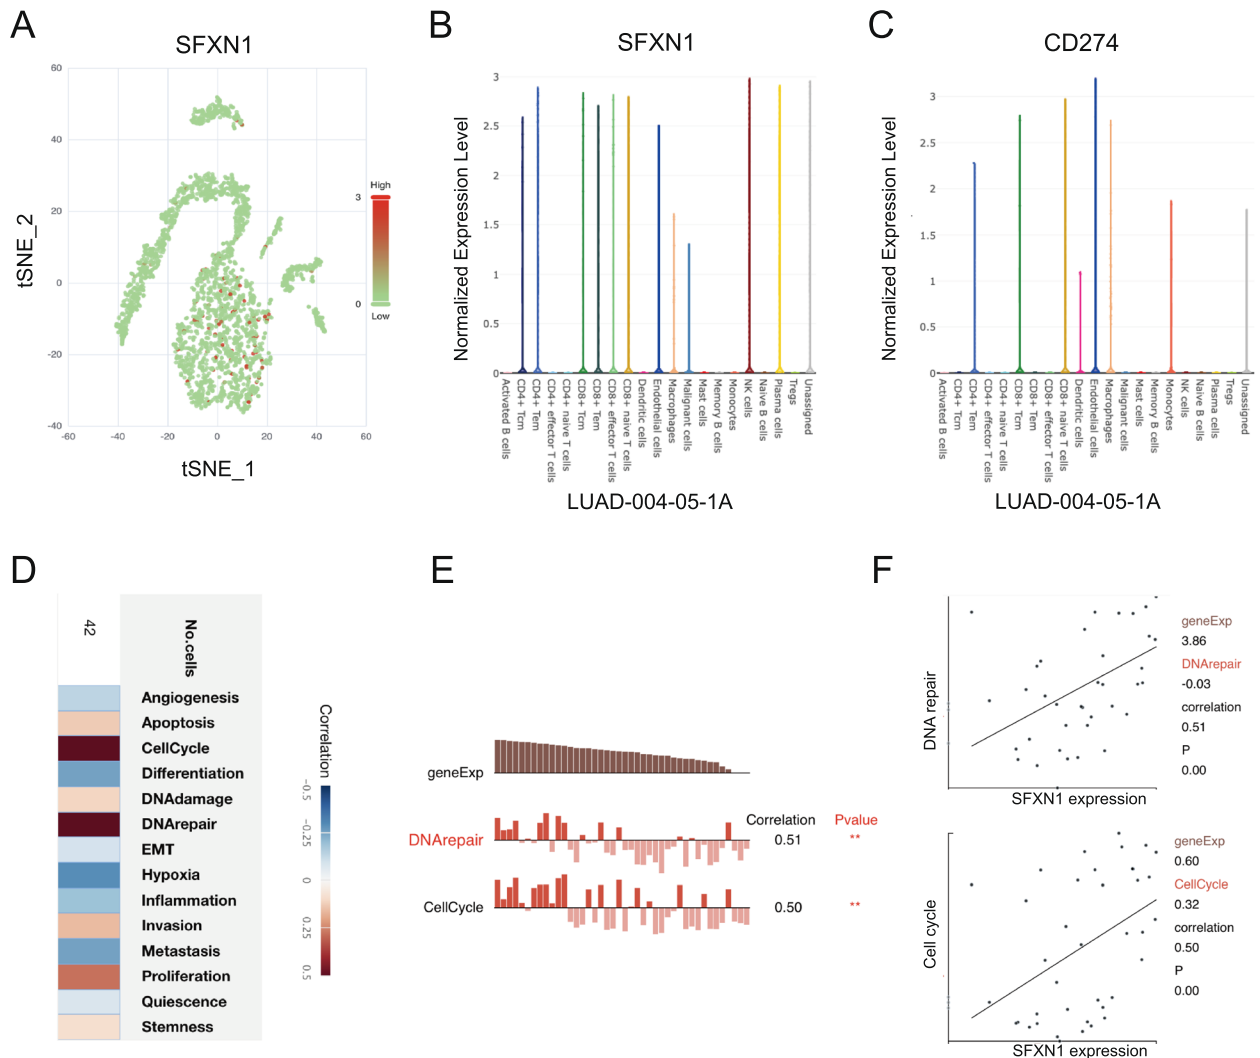 A
SFXN1
60
40
20
0
-20
-40
-60
-40
-20
0
20
40
60
tSNE_2
tSNE_1
High
3
0
Low
B
SFXN1
Normalized Expression Level
3
2.5
2
1.5
1
0.5
0
Activated B cells
CD4+ Tcm
CD4+ Tem
CD4+ effector T cells
CD4+ naive T cells
CD8+ Tcm
CD8+ Tem
CD8+ effector T cells
CD8+ naive T cells
Dendritic cells
Endothelial cells
Macrophages
Malignant cells
Mast cells
Memory B cells
Monocytes
NK cells
Naive B cells
Plasma cells
Tregs
Unassigned
LUAD-004-05-1A
C
CD274
Normalized Expression Level
3
2.5
2
1.5
1
0.5
0
Activated B cells
CD4+ Tcm
CD4+ Tem
CD4+ effector T cells
CD4+ naive T cells
CD8+ Tcm
CD8+ Tem
CD8+ effector T cells
CD8+ naive T cells
Dendritic cells
Endothelial cells
Macrophages
Malignant cells
Mast cells
Memory B cells
Monocytes
NK cells
Naive B cells
Plasma cells
Tregs
Unassigned
LUAD-004-05-1A
D
42
No.cells
Angiogenesis
Apoptosis
CellCycle
Differentiation
DNAdamage
DNArepair
EMT
Hypoxia
Inflammation
Invasion
Metastasis
Proliferation
Quiescence
Stemness
Correlation
-0.5
-0.25
0
0.25
0.5
E
geneExp
Correlation
Pvalue
DNArepair
0.51
**
CellCycle
0.50
**
F
DNA repair
SFXN1 expression
geneExp
3.86
DNArepair
-0.03
correlation
0.51
P
0.00
Cell cycle
SFXN1 expression
geneExp
0.60
CellCycle
0.32
correlation
0.50
P
0.00